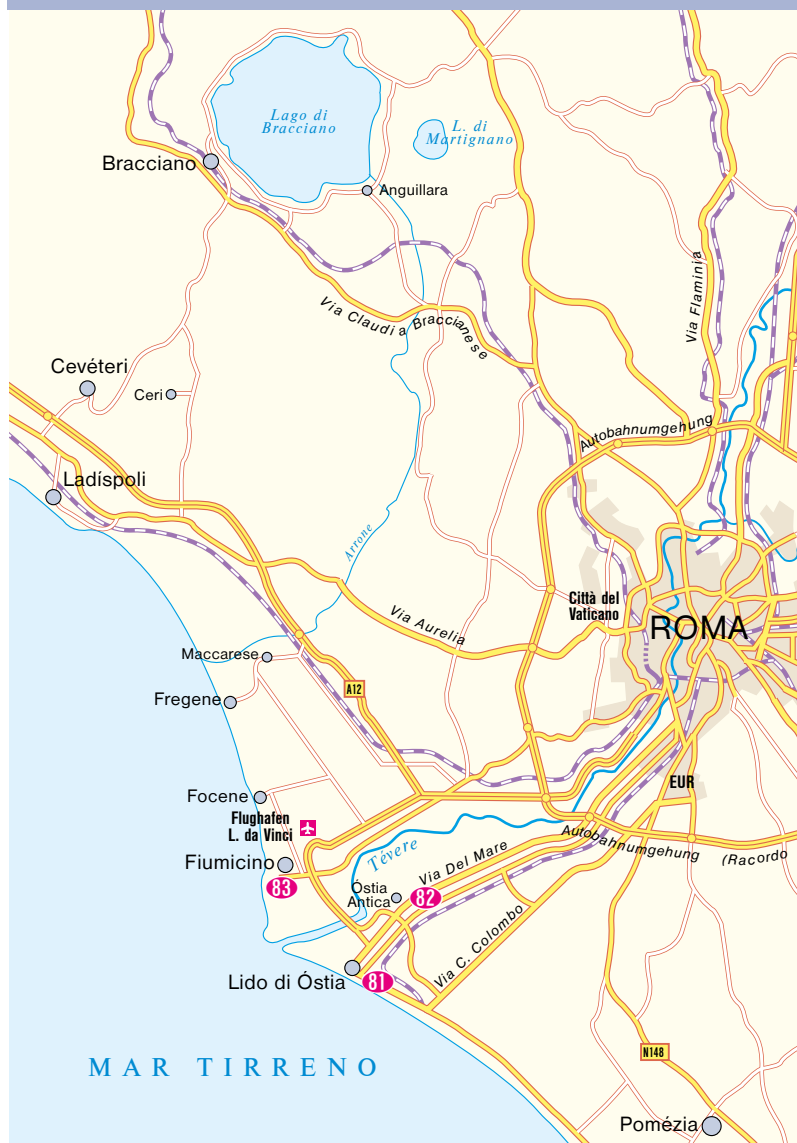 Lago di
Bracciano
L. di
Martignano
Bracciano
Anguillara
Via Flaminia
Via Claudia Braccianese
Cevéteri
Ceri
Autobahnumgehung
Ladíspoli
Arrone
Città del
Vaticano
Via Aurelia
ROMA
Maccarese
A12
Fregene
EUR
Focene
Flughafen
L. da Vinci
Autobahnumgehung
(Racordo
Tévere
Via Del Mare
Fiumicino
83
Óstia
Antica
82
Via C. Colombo
Lido di Óstia
81
N148
MAR TIRRENO
Pomézia